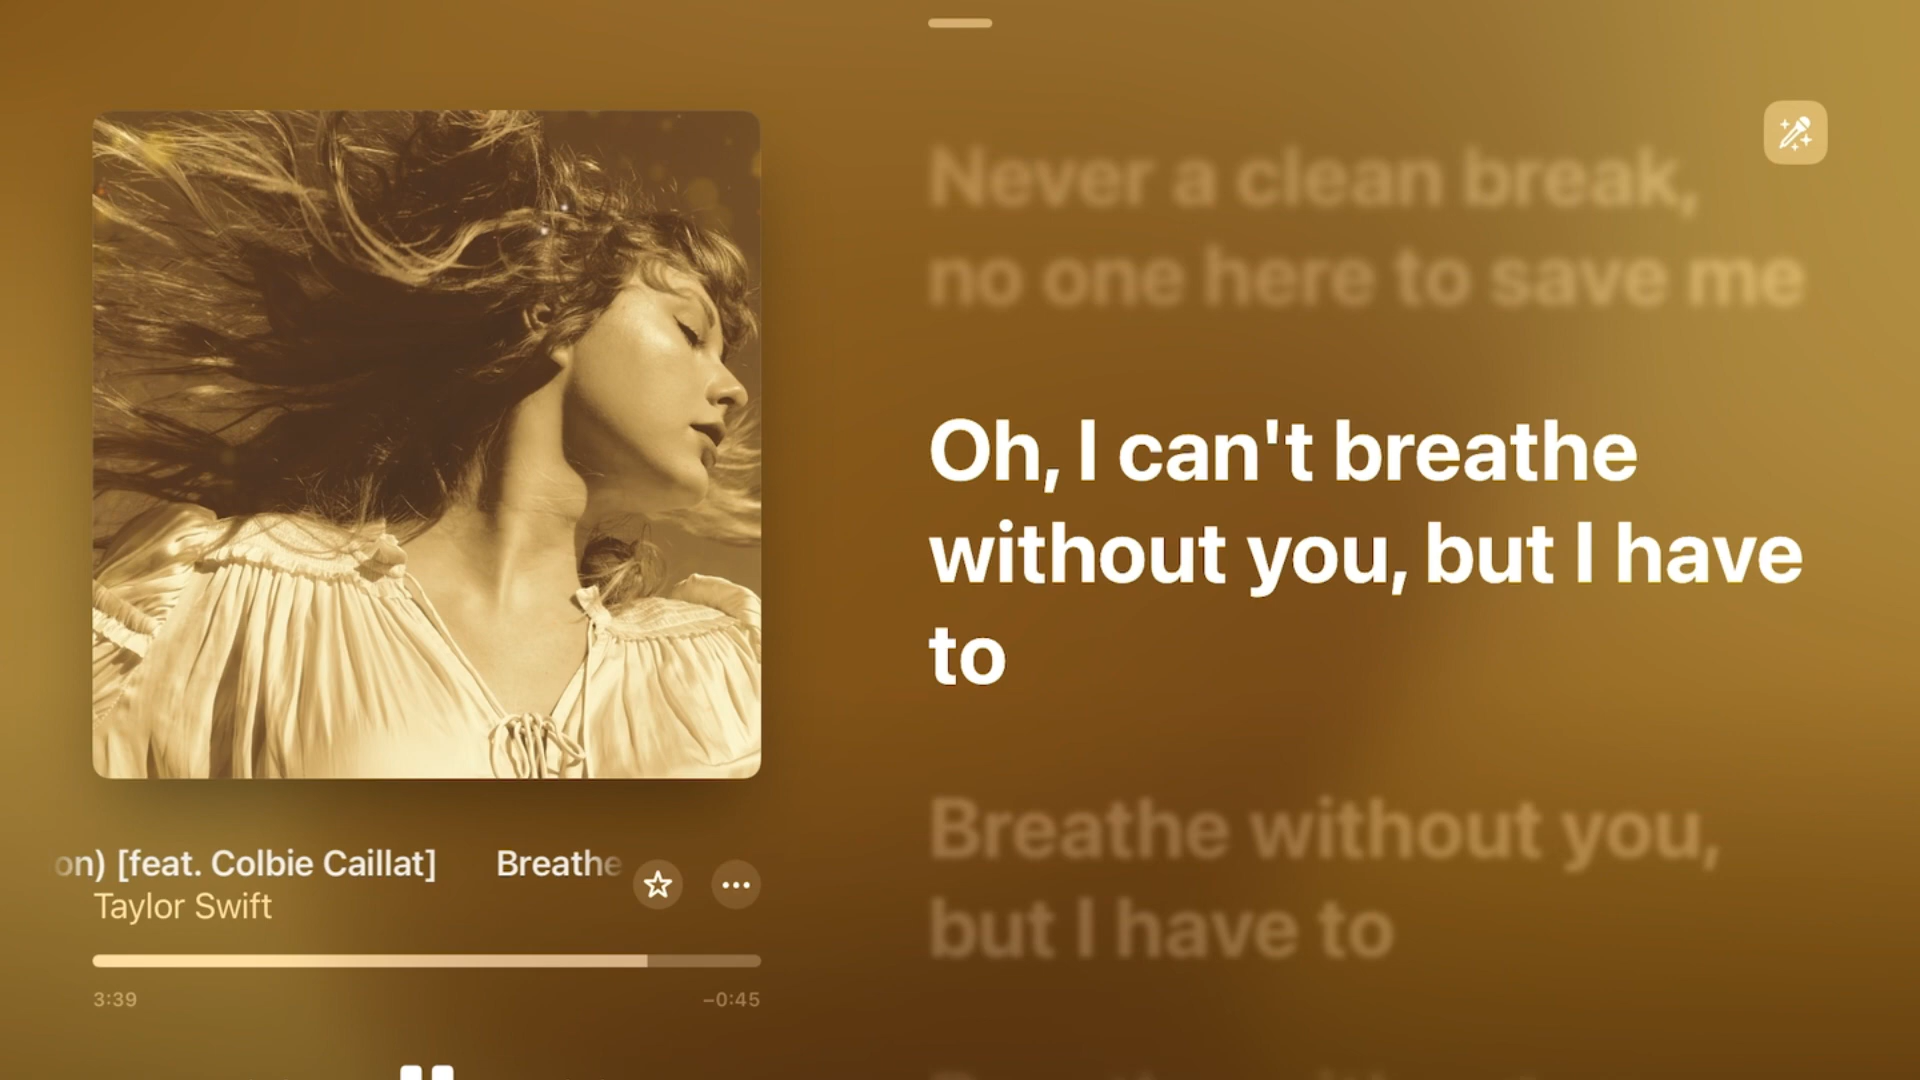 Never a clean break,
no one here to save me
Oh, I can't breathe
without you, but I have
to
Breathe without you,
but I have to
on) [feat. Colbie Caillat] Breathe
Taylor Swift
3:39
–0:45